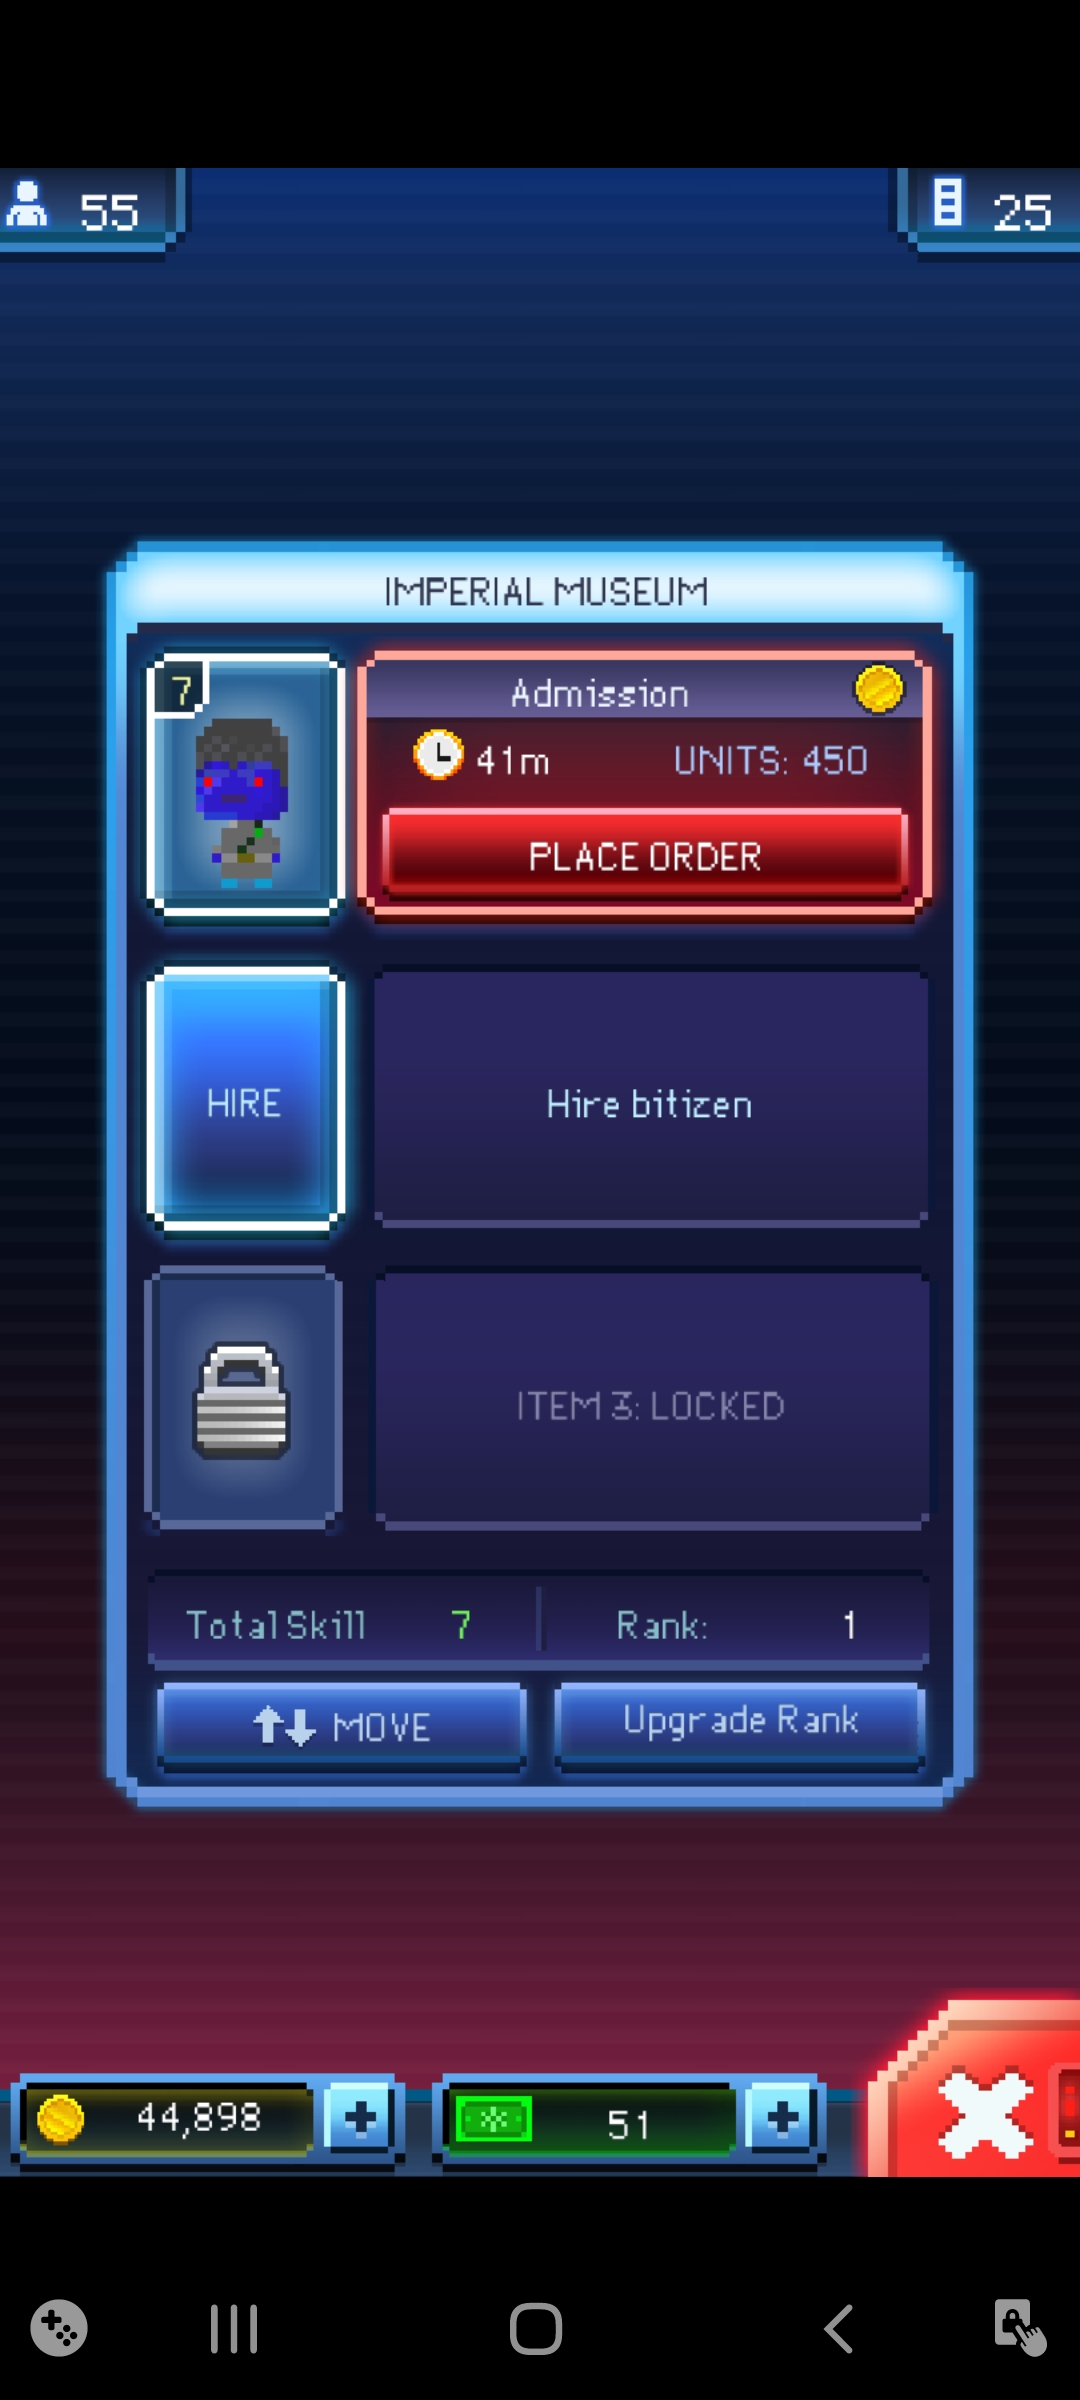 55
25
IMPERIAL MUSEUM
7
Admission
41m
UNITS: 450
PLACE ORDER
HIRE
Hire bitizen
ITEM 3: LOCKED
Total Skill 7
Rank: 1
MOVE
Upgrade Rank
44,898
51